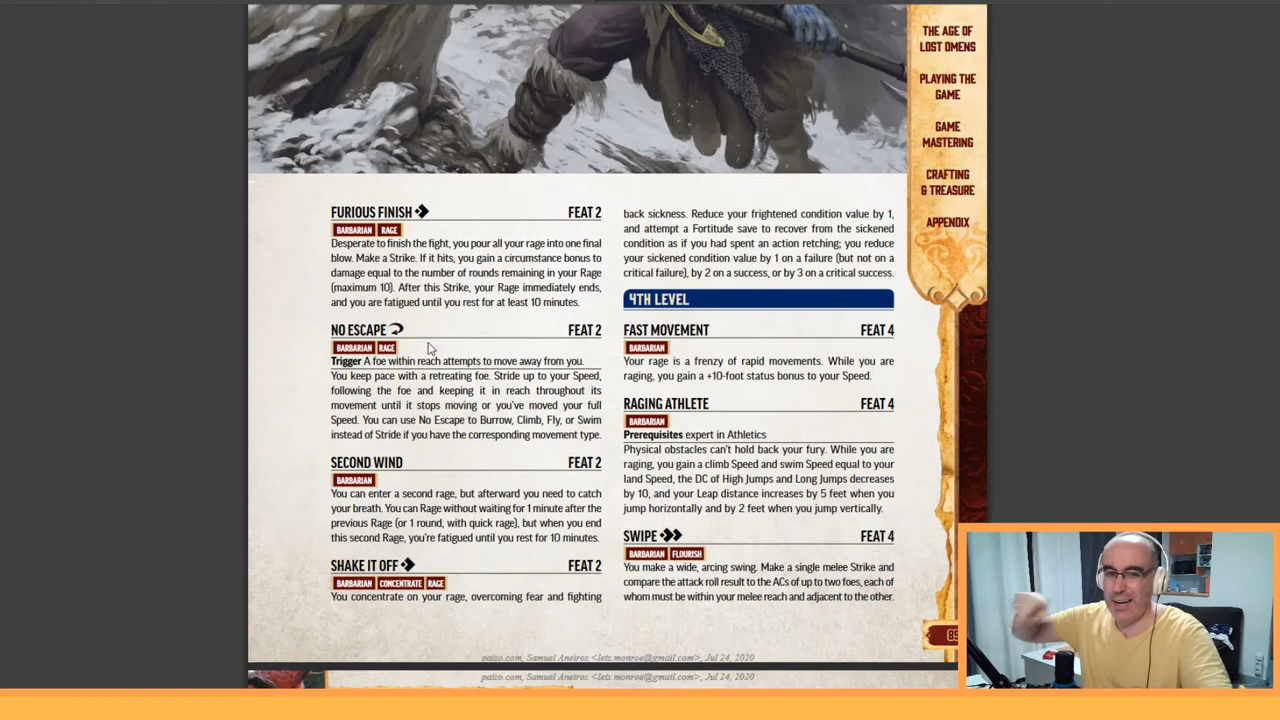 THE AGE OF
LOST OMENS
PLAYING THE
GAME
GAME
MASTERING
CRAFTING
& TREASURE
APPENDIX
FURIOUS FINISH FEAT 2
BARBARIAN RAGE
Desperate to finish the fight, you pour all your rage into one final
blow. Make a Strike. If it hits, you gain a circumstance bonus to
damage equal to the number of rounds remaining in your Rage
(maximum 10). After this Strike, your Rage immediately ends,
and you are fatigued until you rest for at least 10 minutes.
NO ESCAPE FEAT 2
BARBARIAN RAGE
Trigger A foe within reach attempts to move away from you.
You keep pace with a retreating foe. Stride up to your Speed,
following the foe and keeping it in reach throughout its
movement until it stops moving or you've moved your full
Speed. You can use No Escape to Burrow, Climb, Fly, or Swim
instead of Stride if you have the corresponding movement type.
SECOND WIND FEAT 2
BARBARIAN
You can enter a second rage, but afterward you need to catch
your breath. You can Rage without waiting for 1 minute after the
previous Rage (or 1 round, with quick rage), but when you end
this second Rage, you're fatigued until you rest for 10 minutes.
SHAKE IT OFF FEAT 2
BARBARIAN CONCENTRATE RAGE
You concentrate on your rage, overcoming fear and fighting
back sickness. Reduce your frightened condition value by 1,
and attempt a Fortitude save to recover from the sickened
condition as if you had spent an action retching; you reduce
your sickened condition value by 1 on a failure (but not on a
critical failure), by 2 on a success, or by 3 on a critical success.
4TH LEVEL
FAST MOVEMENT FEAT 4
BARBARIAN
Your rage is a frenzy of rapid movements. While you are
raging, you gain a +10-foot status bonus to your Speed.
RAGING ATHLETE FEAT 4
BARBARIAN
Prerequisites expert in Athletics
Physical obstacles can't hold back your fury. While you are
raging, you gain a climb Speed and swim Speed equal to your
land Speed, the DC of High Jumps and Long Jumps decreases
by 10, and your Leap distance increases by 5 feet when you
jump horizontally and by 2 feet when you jump vertically.
SWIPE FEAT 4
BARBARIAN FLOURISH
You make a wide, arcing swing. Make a single melee Strike and
compare the attack roll result to the ACs of up to two foes, each of
whom must be within your melee reach and adjacent to the other.
paizo.com, Samuel Aneiros <lets.monroe@gmail.com>, Jul 24, 2020
paizo.com, Samuel Aneiros <lets.monroe@gmail.com>, Jul 24, 2020